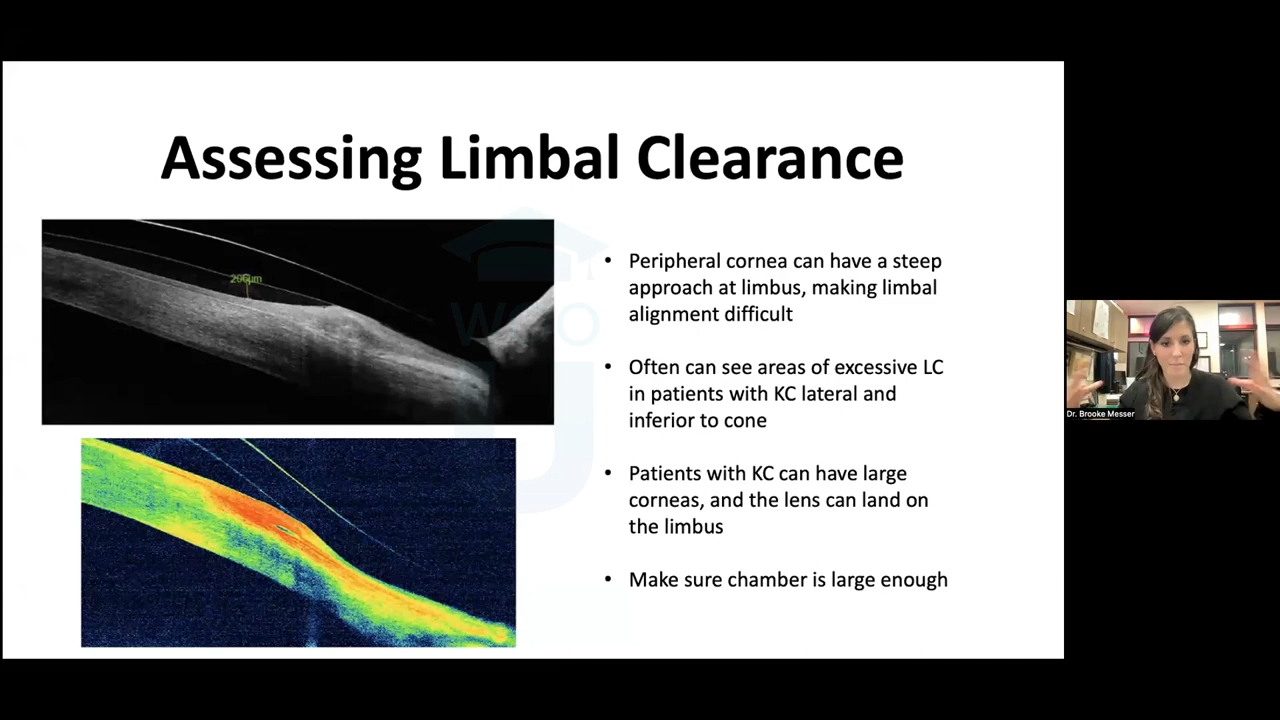 Assessing Limbal Clearance
• Peripheral cornea can have a steep
approach at limbus, making limbal
alignment difficult
• Often can see areas of excessive LC
in patients with KC lateral and
inferior to cone
• Patients with KC can have large
corneas, and the lens can land on
the limbus
• Make sure chamber is large enough
Dr. Brooke Messer